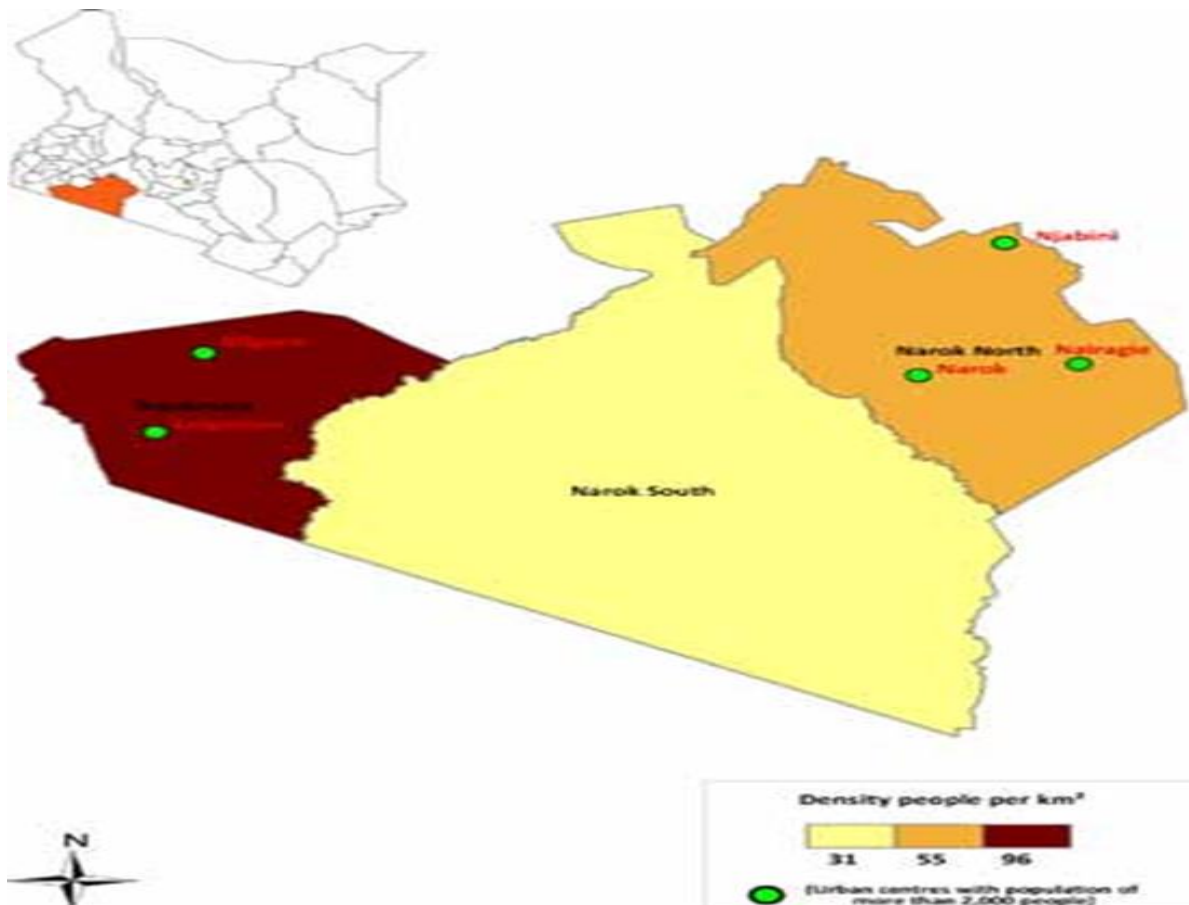 Njabini
Narok North
Nairagie
Narok
Narok South
Density people per km²
31 55 96
(Urban centres with population of
more than 2,000 people)
N